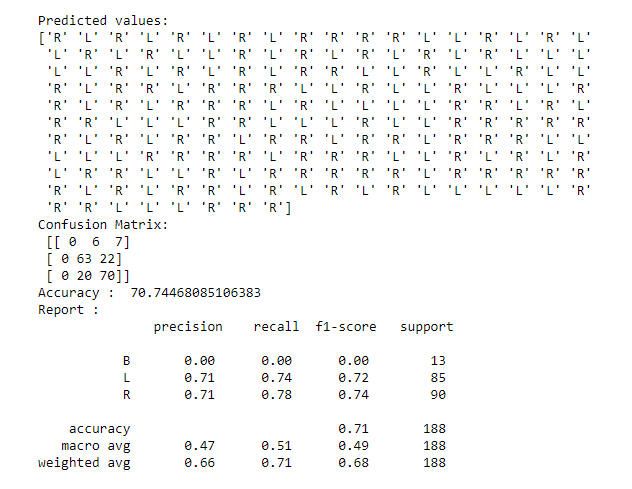 Predicted values:
['R' 'L' 'R' 'L' 'R' 'L' 'R' 'L' 'R' 'R' 'R' 'R' 'L' 'L' 'R' 'L' 'R' 'L'
'L' 'R' 'L' 'R' 'L' 'L' 'R' 'L' 'R' 'L' 'R' 'L' 'R' 'L' 'R' 'L' 'L' 'R'
'L' 'L' 'R' 'L' 'R' 'L' 'R' 'L' 'R' 'R' 'L' 'L' 'R' 'L' 'L' 'R' 'L' 'L'
'R' 'L' 'R' 'L' 'R' 'R' 'R' 'R' 'L' 'L' 'R' 'L' 'L' 'R' 'L' 'L' 'L' 'R'
'R' 'L' 'R' 'L' 'R' 'L' 'R' 'L' 'R' 'L' 'R' 'L' 'L' 'R' 'R' 'L' 'R' 'L'
'R' 'R' 'L' 'L' 'L' 'R' 'R' 'L' 'L' 'L' 'R' 'R' 'L' 'L' 'R' 'R' 'R' 'R'
'R' 'L' 'R' 'L' 'R' 'R' 'L' 'R' 'R' 'L' 'R' 'R' 'L' 'R' 'R' 'R' 'L' 'L'
'L' 'L' 'L' 'R' 'R' 'R' 'R' 'L' 'R' 'R' 'R' 'L' 'L' 'R' 'L' 'R' 'L' 'R'
'L' 'R' 'R' 'L' 'L' 'R' 'L' 'R' 'R' 'R' 'R' 'R' 'L' 'R' 'R' 'R' 'R' 'R'
'R' 'L' 'R' 'L' 'R' 'R' 'L' 'R' 'L' 'R' 'L' 'R' 'L' 'L' 'L' 'L' 'L' 'R'
'R' 'R' 'L' 'L' 'L' 'R' 'R' 'R']
Confusion Matrix:
[[ 0 6 7]
[ 0 63 22]
[ 0 20 70]]
Accuracy : 70.74468085106383
Report :
precision recall f1-score support
B 0.00 0.00 0.00 13
L 0.71 0.74 0.72 85
R 0.71 0.78 0.74 90
accuracy 0.71 188
macro avg 0.47 0.51 0.49 188
weighted avg 0.66 0.71 0.68 188